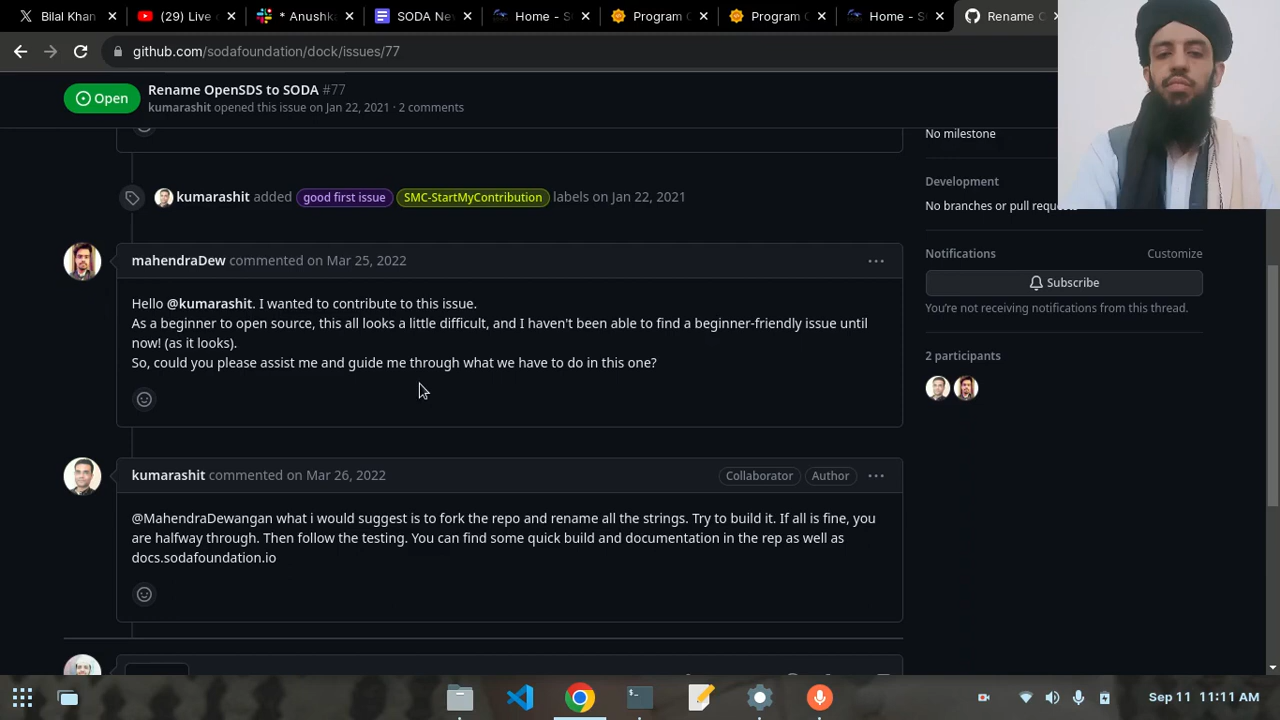 Bilal Khan
(29) Live
* Anushka
SODA Ne
Home - S
Program
Program
Home - S
Rename O
github.com/sodafoundation/dock/issues/77
Open
Rename OpenSDS to SODA #77
kumarashit opened this issue on Jan 22, 2021 · 2 comments
No milestone
Development
No branches or pull requests
kumarashit added good first issue SMC-StartMyContribution labels on Jan 22, 2021
mahendraDew commented on Mar 25, 2022
Hello @kumarashit. I wanted to contribute to this issue.
As a beginner to open source, this all looks a little difficult, and I haven't been able to find a beginner-friendly issue until
now! (as it looks).
So, could you please assist me and guide me through what we have to do in this one?
Notifications
Customize
Subscribe
You're not receiving notifications from this thread.
2 participants
kumarashit commented on Mar 26, 2022
Collaborator
Author
@MahendraDewangan what i would suggest is to fork the repo and rename all the strings. Try to build it. If all is fine, you
are halfway through. Then follow the testing. You can find some quick build and documentation in the rep as well as
docs.sodafoundation.io
Sep 11 11:11 AM